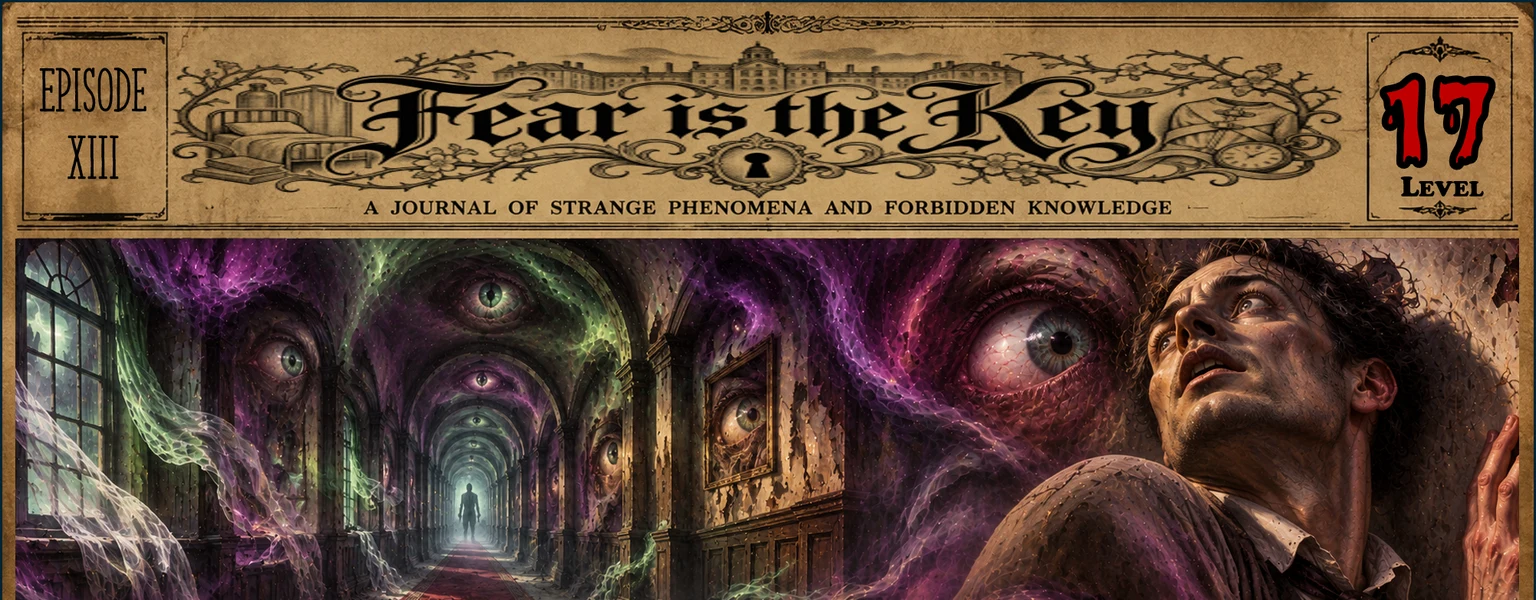 EPISODE
XIII
Fear is the Key
A JOURNAL OF STRANGE PHENOMENA AND FORBIDDEN KNOWLEDGE
17
LEVEL